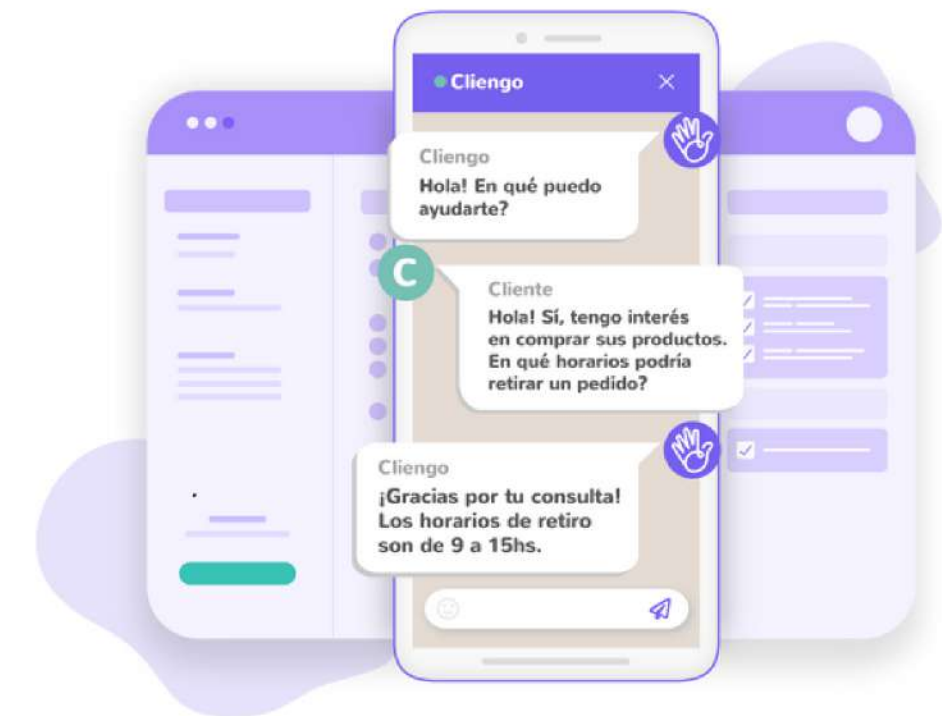 Cliengo
Cliengo
Hola! En qué puedo
ayudarte?
C
Cliente
Hola! Sí, tengo interés
en comprar sus productos.
En qué horarios podría
retirar un pedido?
Cliengo
¡Gracias por tu consulta!
Los horarios de retiro
son de 9 a 15hs.